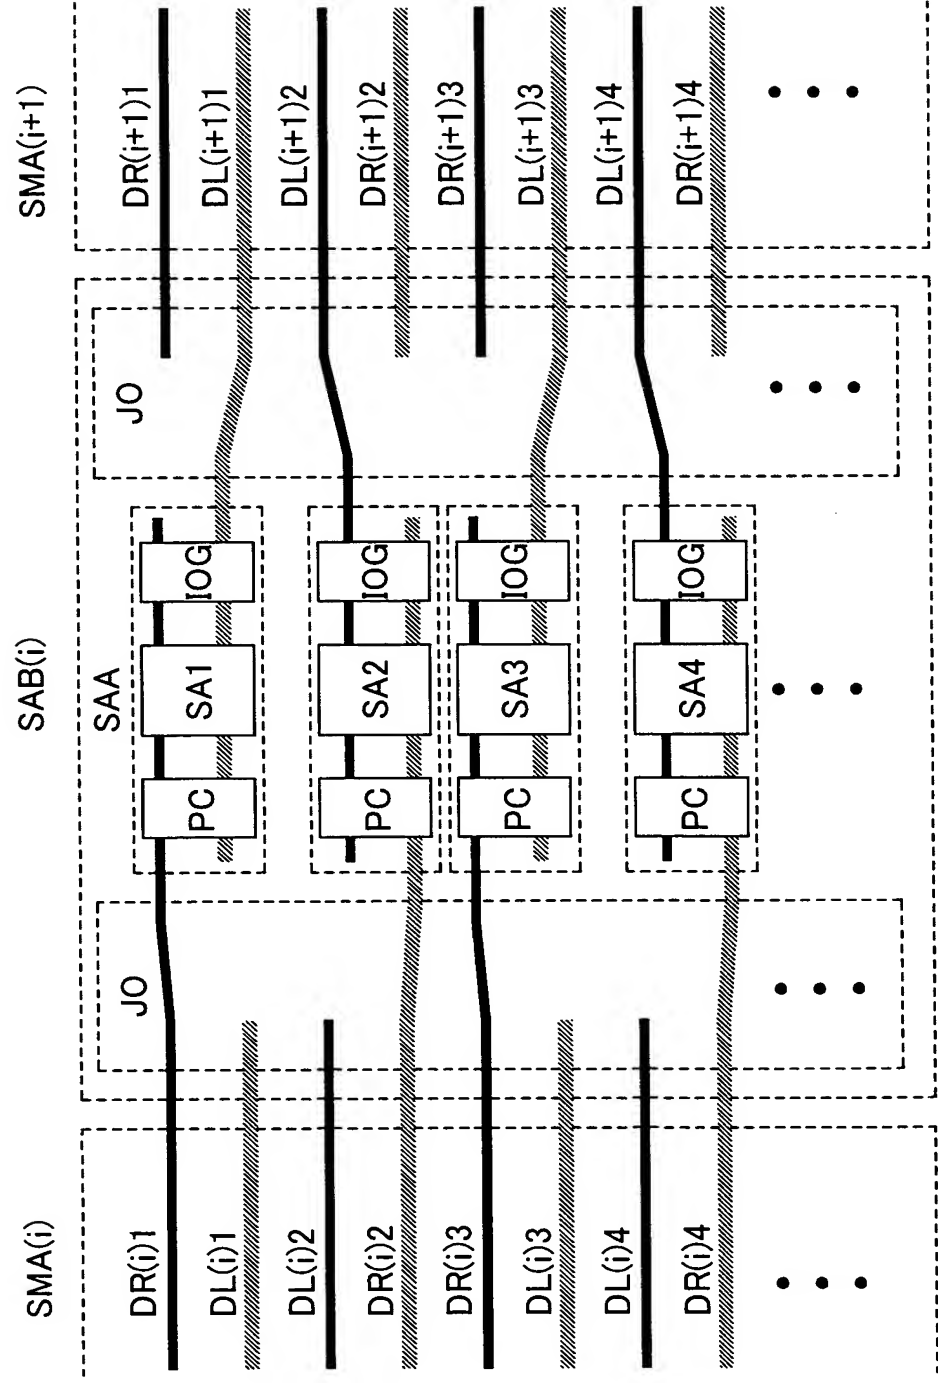 SMA(i+1)
DR(i+1)1
DL(i+1)1
DL(i+1)2
DR(i+1)2
DR(i+1)3
DL(i+1)3
DL(i+1)4
DR(i+1)4
JO
SAB(i)
SAA
IOG
SA1
PC
IOG
SA2
PC
IOG
SA3
PC
IOG
SA4
PC
JO
SMA(i)
DR(i)1
DL(i)1
DL(i)2
DR(i)2
DR(i)3
DL(i)3
DL(i)4
DR(i)4